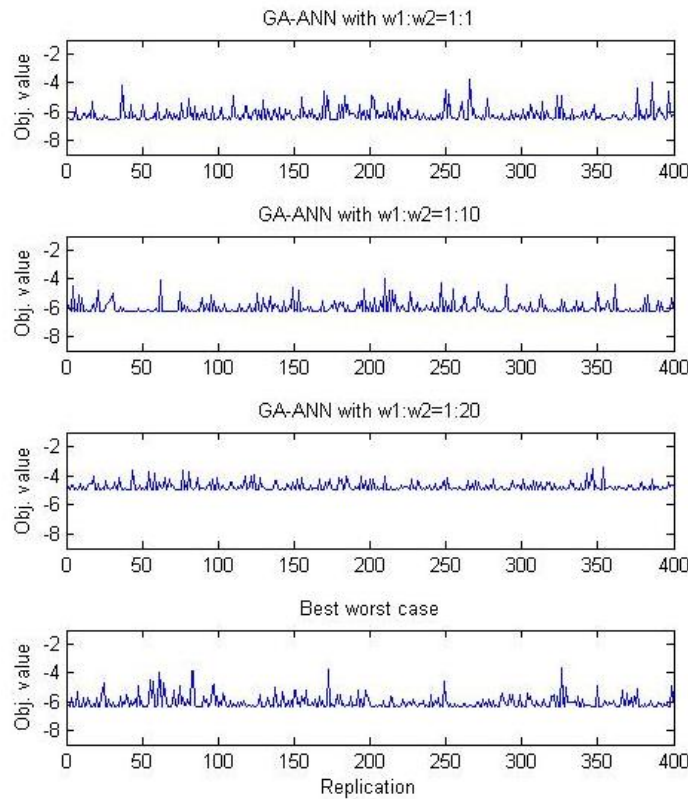 GA-ANN with w1:w2=1:1
Obj. value
-2
-4
-6
-8
0 50 100 150 200 250 300 350 400
GA-ANN with w1:w2=1:10
Obj. value
-2
-4
-6
-8
0 50 100 150 200 250 300 350 400
GA-ANN with w1:w2=1:20
Obj. value
-2
-4
-6
-8
0 50 100 150 200 250 300 350 400
Best worst case
Obj. value
-2
-4
-6
-8
0 50 100 150 200 250 300 350 400
Replication